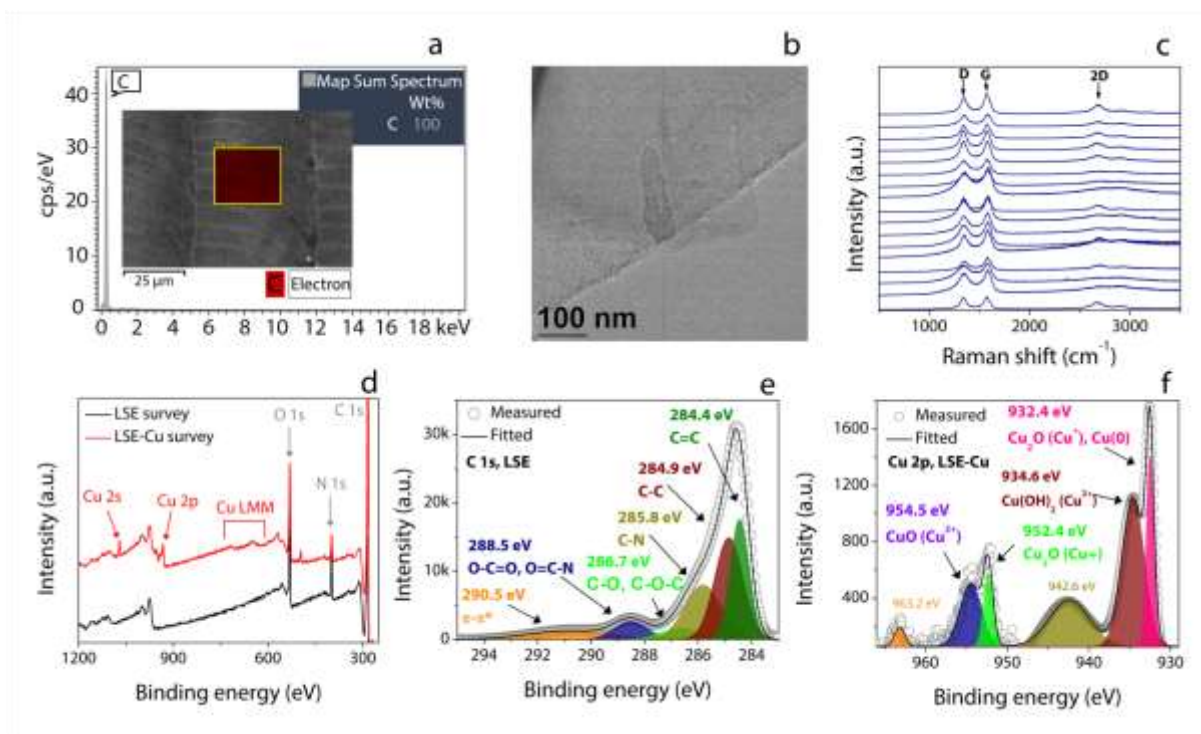 a
C
Map Sum Spectrum
Wt%
C 100
40
30
20
10
0
cps/eV
25 µm
Electron
0 2 4 6 8 10 12 14 16 18 keV
b
100 nm
c
D G 2D
Intensity (a.u.)
1000 2000 3000
Raman shift (cm⁻¹)
d
LSE survey
LSE-Cu survey
O 1s
C 1s
N 1s
Cu 2s
Cu 2p
Cu LMM
Intensity (a.u.)
1200 900 600 300
Binding energy (eV)
e
Measured
Fitted
C 1s, LSE
284.4 eV
C=C
284.9 eV
C-C
285.8 eV
C-N
286.7 eV
C-O, C-O-C
288.5 eV
O-C=O, O=C-N
290.5 eV
π-π*
30k
20k
10k
0
Intensity (a.u.)
294 292 290 288 286 284
Binding energy (eV)
f
Measured
Fitted
Cu 2p, LSE-Cu
932.4 eV
Cu₂O (Cu⁺), Cu(0)
934.6 eV
Cu(OH)₂ (Cu²⁺)
954.5 eV
CuO (Cu²⁺)
952.4 eV
Cu₂O (Cu+)
942.6 eV
963.2 eV
1600
1200
800
400
Intensity (a.u.)
960 950 940 930
Binding energy (eV)